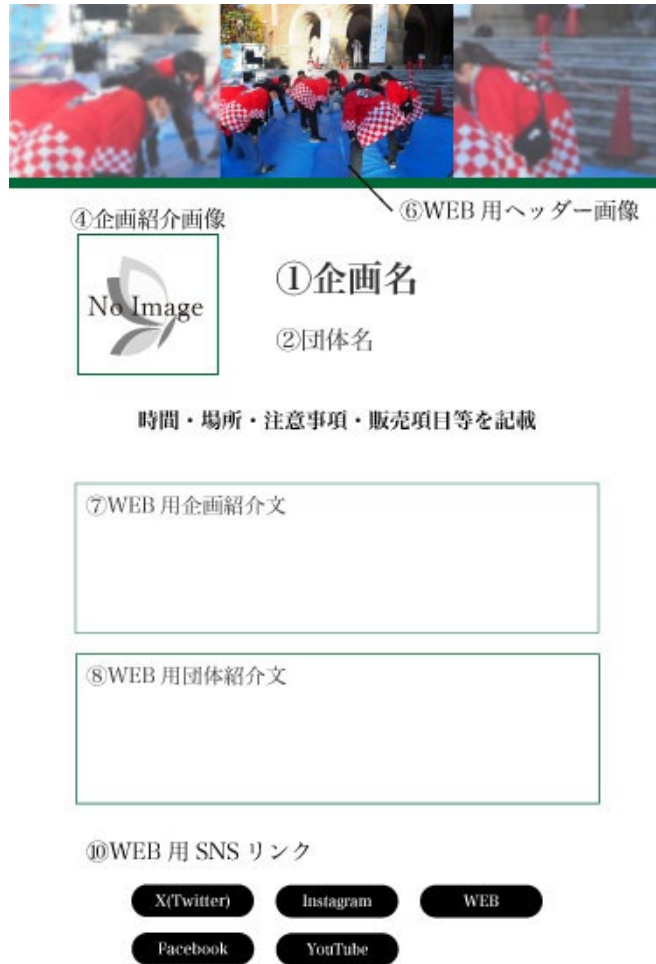 ⑥WEB 用ヘッダー画像
④企画紹介画像
No Image
①企画名
②団体名
時間・場所・注意事項・販売項目等を記載
⑦WEB 用企画紹介文
⑧WEB 用団体紹介文
⑩WEB 用 SNS リンク
X(Twitter) Instagram WEB
Facebook YouTube